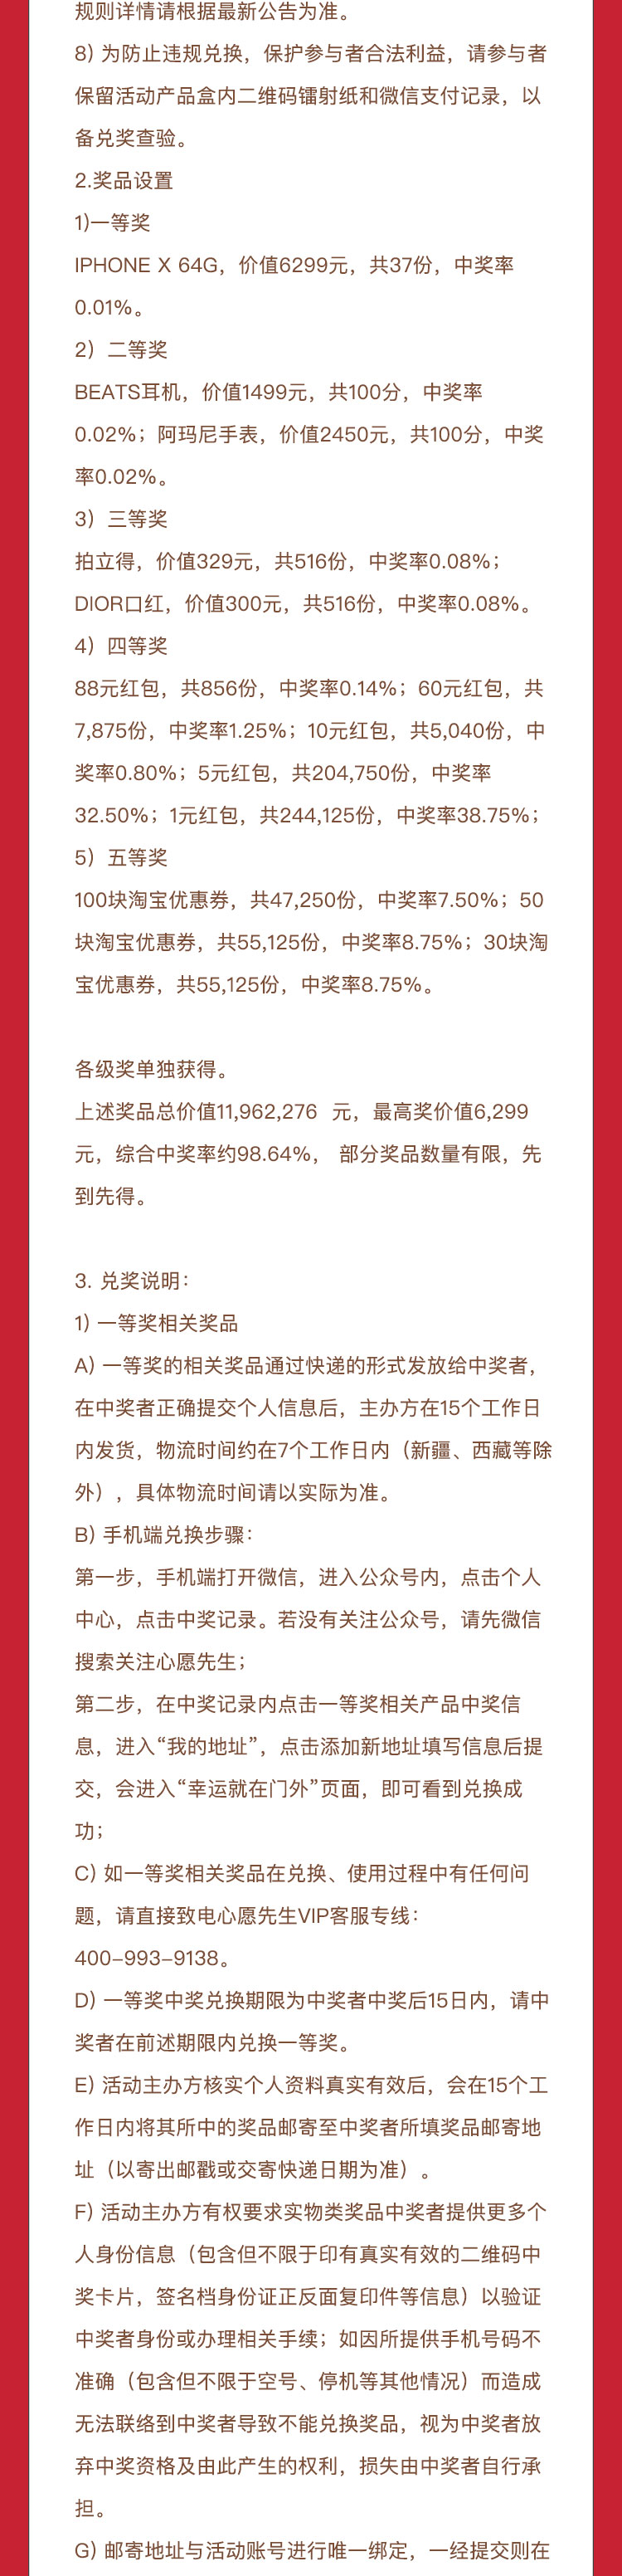 规则详情请根据最新公告为准。
8) 为防止违规兑换，保护参与者合法利益，请参与者
保留活动产品盒内二维码镭射纸和微信支付记录，以
备兑奖查验。
2.奖品设置
1)一等奖
IPHONE X 64G，价值6299元，共37份，中奖率
0.01%。
2）二等奖
BEATS耳机，价值1499元，共100分，中奖率
0.02%；阿玛尼手表，价值2450元，共100分，中奖
率0.02%。
3）三等奖
拍立得，价值329元，共516份，中奖率0.08%；
DIOR口红，价值300元，共516份，中奖率0.08%。
4）四等奖
88元红包，共856份，中奖率0.14%；60元红包，共
7,875份，中奖率1.25%；10元红包，共5,040份，中
奖率0.80%；5元红包，共204,750份，中奖率
32.50%；1元红包，共244,125份，中奖率38.75%；
5）五等奖
100块淘宝优惠券，共47,250份，中奖率7.50%；50
块淘宝优惠券，共55,125份，中奖率8.75%；30块淘
宝优惠券，共55,125份，中奖率8.75%。
各级奖单独获得。
上述奖品总价值11,962,276 元，最高奖价值6,299
元，综合中奖率约98.64%， 部分奖品数量有限，先
到先得。
3. 兑奖说明：
1) 一等奖相关奖品
A) 一等奖的相关奖品通过快递的形式发放给中奖者，
在中奖者正确提交个人信息后，主办方在15个工作日
内发货，物流时间约在7个工作日内（新疆、西藏等除
外），具体物流时间请以实际为准。
B) 手机端兑换步骤：
第一步，手机端打开微信，进入公众号内，点击个人
中心，点击中奖记录。若没有关注公众号，请先微信
搜索关注心愿先生；
第二步，在中奖记录内点击一等奖相关产品中奖信
息，进入“我的地址”，点击添加新地址填写信息后提
交，会进入“幸运就在门外”页面，即可看到兑换成
功；
C) 如一等奖相关奖品在兑换、使用过程中有任何问
题，请直接致电心愿先生VIP客服专线：
400-993-9138。
D) 一等奖中奖兑换期限为中奖者中奖后15日内，请中
奖者在前述期限内兑换一等奖。
E) 活动主办方核实个人资料真实有效后，会在15个工
作日内将其所中的奖品邮寄至中奖者所填奖品邮寄地
址（以寄出邮戳或交寄快递日期为准）。
F) 活动主办方有权要求实物类奖品中奖者提供更多个
人身份信息（包含但不限于印有真实有效的二维码中
奖卡片，签名档身份证正反面复印件等信息）以验证
中奖者身份或办理相关手续；如因所提供手机号码不
准确（包含但不限于空号、停机等其他情况）而造成
无法联络到中奖者导致不能兑换奖品，视为中奖者放
弃中奖资格及由此产生的权利，损失由中奖者自行承
担。
G) 邮寄地址与活动账号进行唯一绑定，一经提交则在